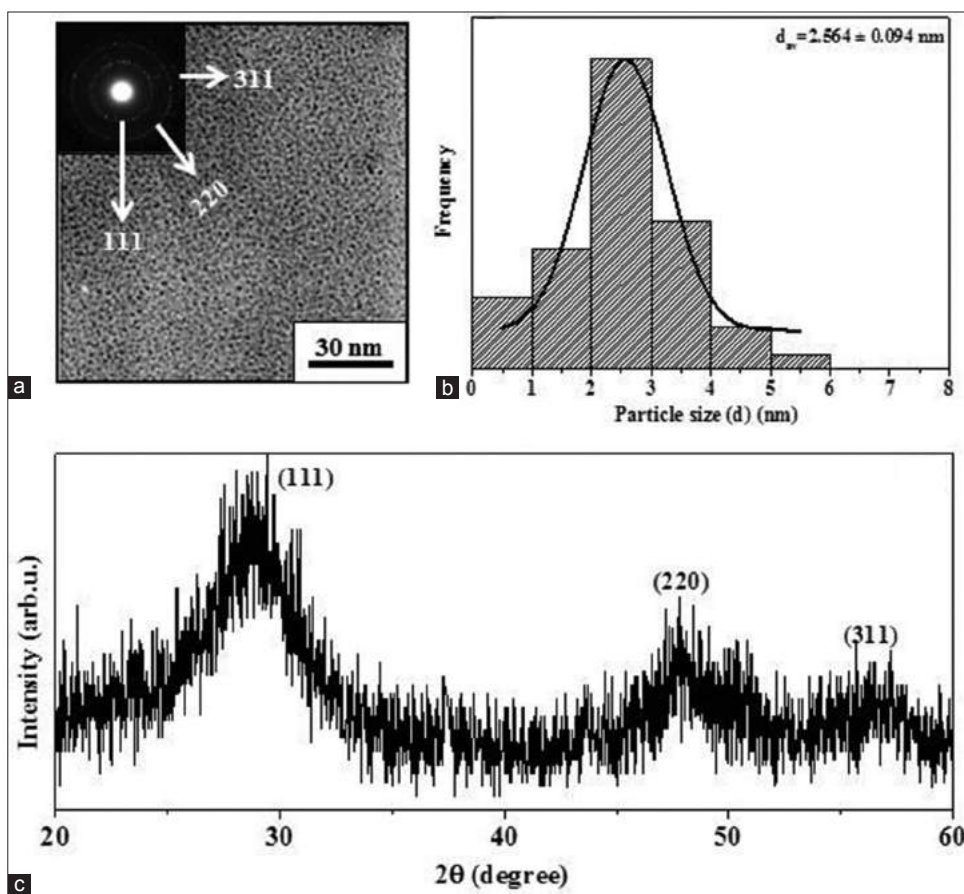 311
220
111
30 nm
a
d_av=2.564 ± 0.094 nm
Frequency
0 1 2 3 4 5 6 7 8
Particle size (d) (nm)
b
(111)
(220)
(311)
Intensity (arb.u.)
20 30 40 50 60
2θ (degree)
c